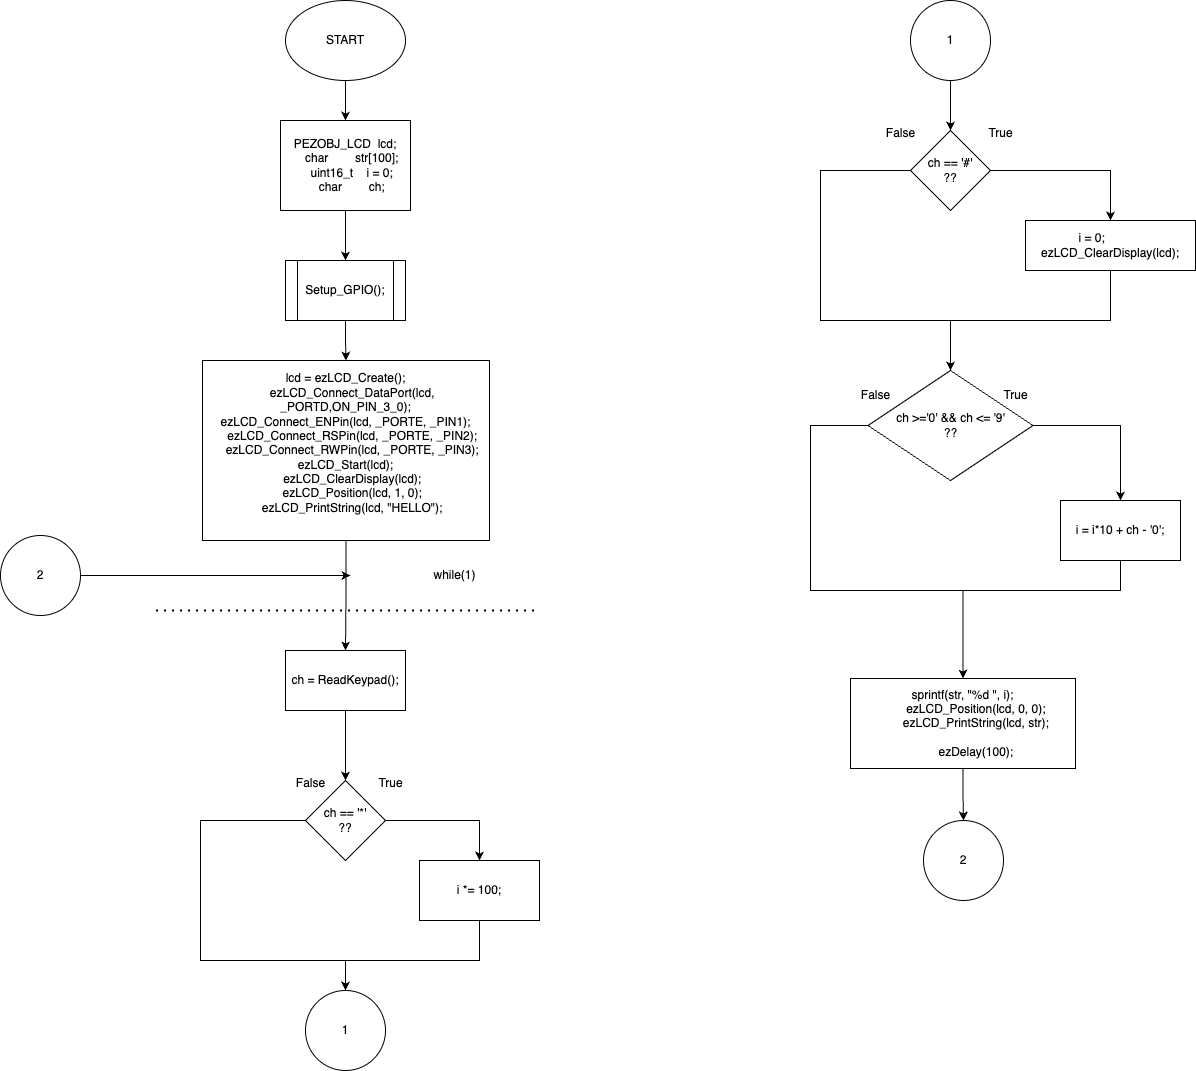 START
PEZOBJ_LCD lcd;
char str[100];
uint16_t i = 0;
char ch;
Setup_GPIO();
lcd = ezLCD_Create();
ezLCD_Connect_DataPort(lcd,
_PORTD,ON_PIN_3_0);
ezLCD_Connect_ENPin(lcd, _PORTE, _PIN1);
ezLCD_Connect_RSPin(lcd, _PORTE, _PIN2);
ezLCD_Connect_RWPin(lcd, _PORTE, _PIN3);
ezLCD_Start(lcd);
ezLCD_ClearDisplay(lcd);
ezLCD_Position(lcd, 1, 0);
ezLCD_PrintString(lcd, "HELLO");
2
while(1)
ch = ReadKeypad();
False
True
ch == '*'
??
i *= 100;
1
1
False
True
ch == '#'
??
i = 0;
ezLCD_ClearDisplay(lcd);
False
True
ch >='0' && ch <= '9'
??
i = i*10 + ch - '0';
sprintf(str, "%d ", i);
ezLCD_Position(lcd, 0, 0);
ezLCD_PrintString(lcd, str);
ezDelay(100);
2